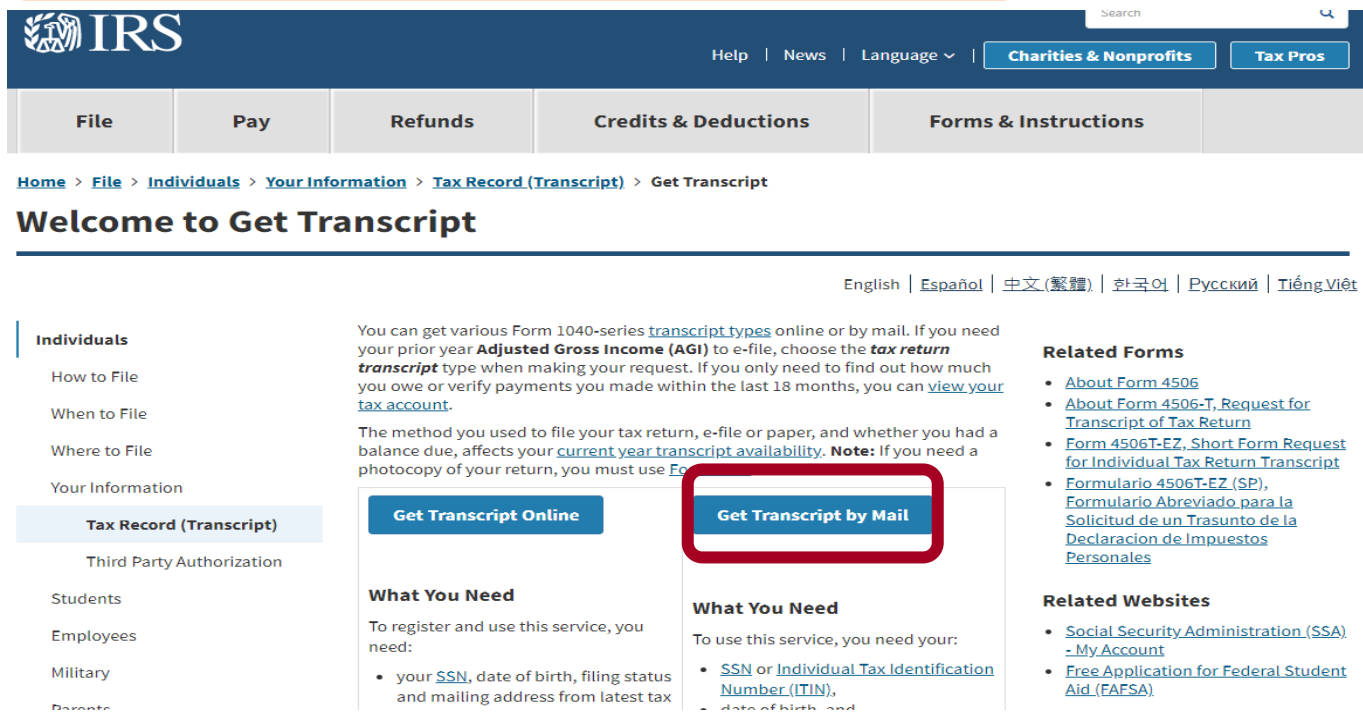 Search
IRS
Help | News | Language | Charities & Nonprofits Tax Pros
File Pay Refunds Credits & Deductions Forms & Instructions
Home > File > Individuals > Your Information > Tax Record (Transcript) > Get Transcript
Welcome to Get Transcript
English | Español | 中文 (繁體) | 한국어 | Русский | Tiếng Việt
Individuals
How to File
When to File
Where to File
Your Information
Tax Record (Transcript)
Third Party Authorization
Students
Employees
Military
Parents
You can get various Form 1040-series transcript types online or by mail. If you need
your prior year Adjusted Gross Income (AGI) to e-file, choose the tax return
transcript type when making your request. If you only need to find out how much
you owe or verify payments you made within the last 18 months, you can view your
tax account.
The method you used to file your tax return, e-file or paper, and whether you had a
balance due, affects your current year transcript availability. Note: If you need a
photocopy of your return, you must use
Get Transcript Online
What You Need
To register and use this service, you
need:
your SSN, date of birth, filing status
and mailing address from latest tax
Get Transcript by Mail
What You Need
To use this service, you need your:
SSN or Individual Tax Identification
Number (ITIN),
date of birth, and
Related Forms
About Form 4506
About Form 4506-T, Request for
Transcript of Tax Return
Form 4506T-EZ, Short Form Request
for Individual Tax Return Transcript
Formulario 4506T-EZ (SP),
Formulario Abreviado para la
Solicitud de un Trasunto de la
Declaracion de Impuestos
Personales
Related Websites
Social Security Administration (SSA)
- My Account
Free Application for Federal Student
Aid (FAFSA)